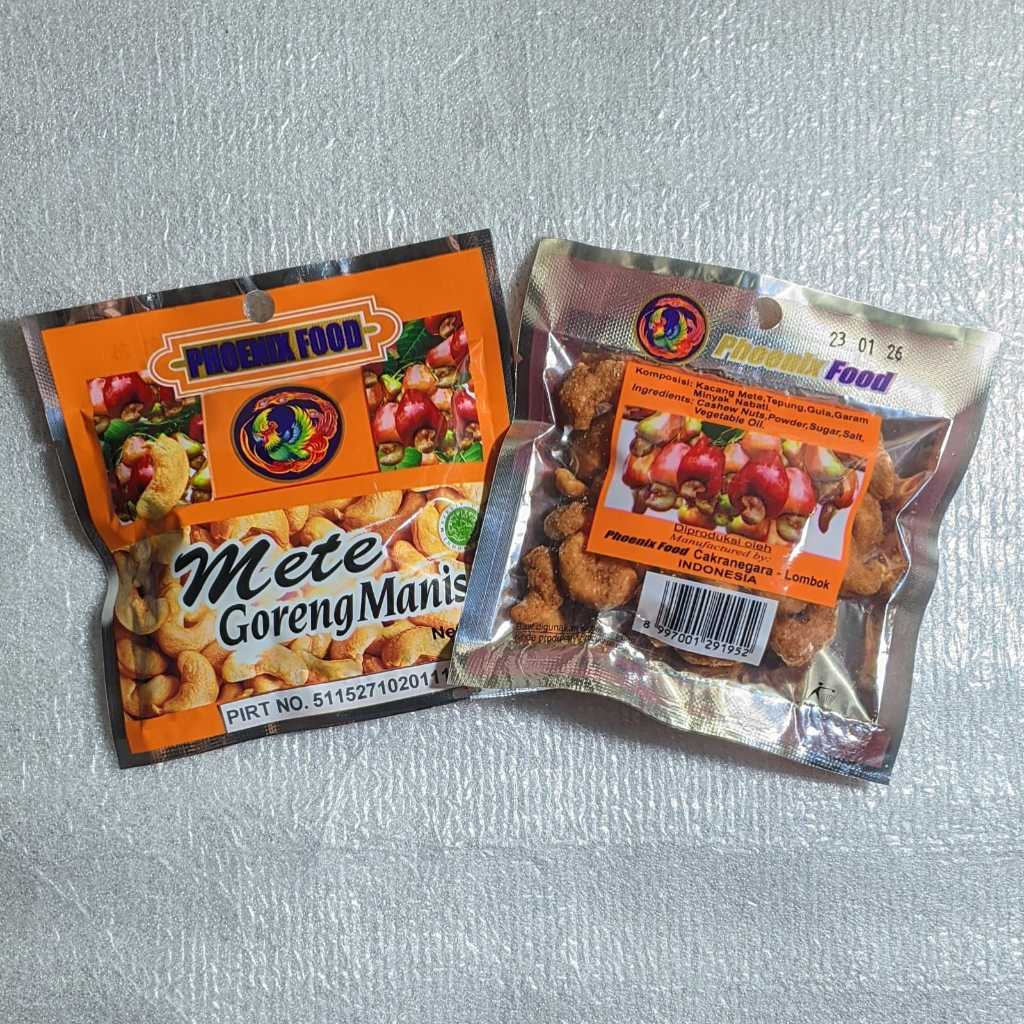 PHOENIX FOOD
Mete
Goreng Manis
Ne
PIRT NO. 5115271020111
23 01 26
Phoenix Food
Komposisi: Kacang Mete,Tepung,Gula,Garam
Minyak Nabati.
Ingredients: Cashew Nuts,Powder,Sugar,Salt,
Vegetable Oil.
Diproduksi oleh
Manufactured by:
Phoenix Food Cakranegara - Lombok
INDONESIA
8 997001 291952